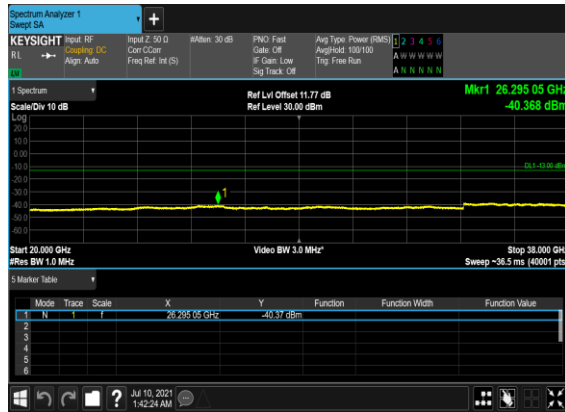 Spectrum Analyzer 1
Swept SA
+
KEYSIGHT Input: RF Input Z: 50 Ω #Atten: 30 dB PNO: Fast Avg Type: Power (RMS) 1 2 3 4 5 6
RL Coupling: DC Corr CCorr Gate: Off Avg|Hold: 100/100 A W W W W W
Align: Auto Freq Ref: Int (S) IF Gain: Low Trig: Free Run
Sig Track: Off A N N N N N
LW
1 Spectrum Ref Lvl Offset 11.77 dB Mkr1 26.295 05 GHz
Scale/Div 10 dB Ref Level 30.00 dBm -40.368 dBm
Log
20.0
10.0
0.00
-10.0 DL1 -13.00 dBm
-20.0
1
-30.0
-40.0
-50.0
-60.0
Start 20.000 GHz Video BW 3.0 MHz* Stop 38.000 GHz
#Res BW 1.0 MHz Sweep ~36.5 ms (40001 pts)
5 Marker Table
Mode Trace Scale X Y Function Function Width Function Value
1 N 1 f 26.295 05 GHz -40.37 dBm
2
3
4
5
6
? Jul 10, 2021
1:42:24 AM